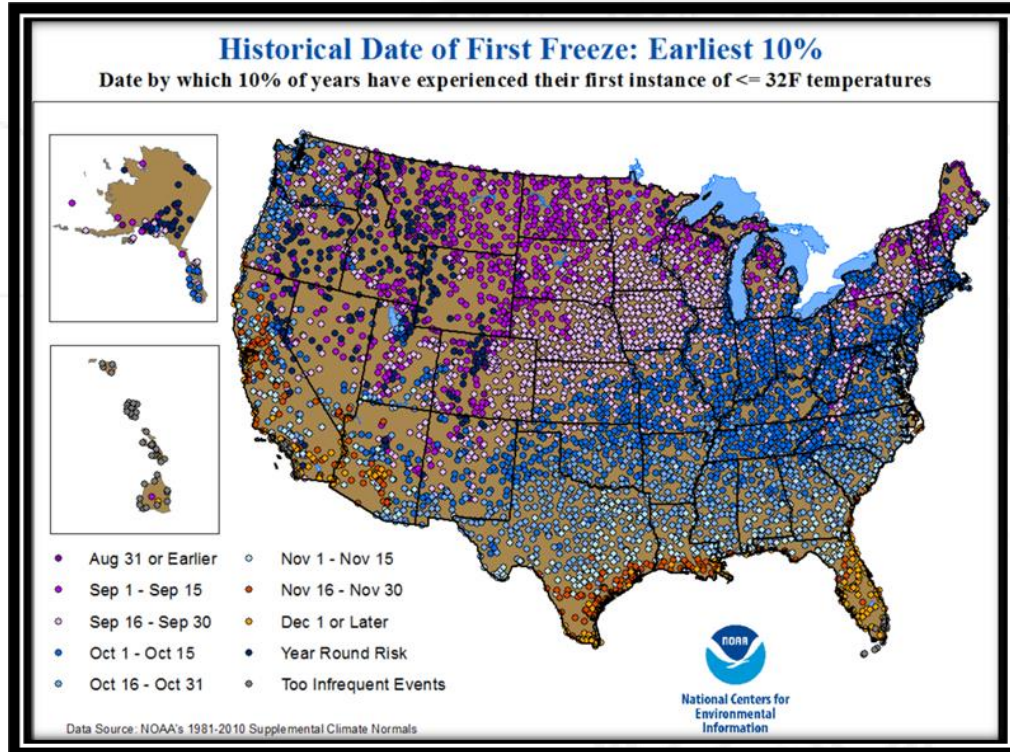 Historical Date of First Freeze: Earliest 10%
Date by which 10% of years have experienced their first instance of <= 32F temperatures
Aug 31 or Earlier
Sep 1 - Sep 15
Sep 16 - Sep 30
Oct 1 - Oct 15
Oct 16 - Oct 31
Nov 1 - Nov 15
Nov 16 - Nov 30
Dec 1 or Later
Year Round Risk
Too Infrequent Events
NOAA
National Centers for
Environmental
Information
Data Source: NOAA's 1981-2010 Supplemental Climate Normals